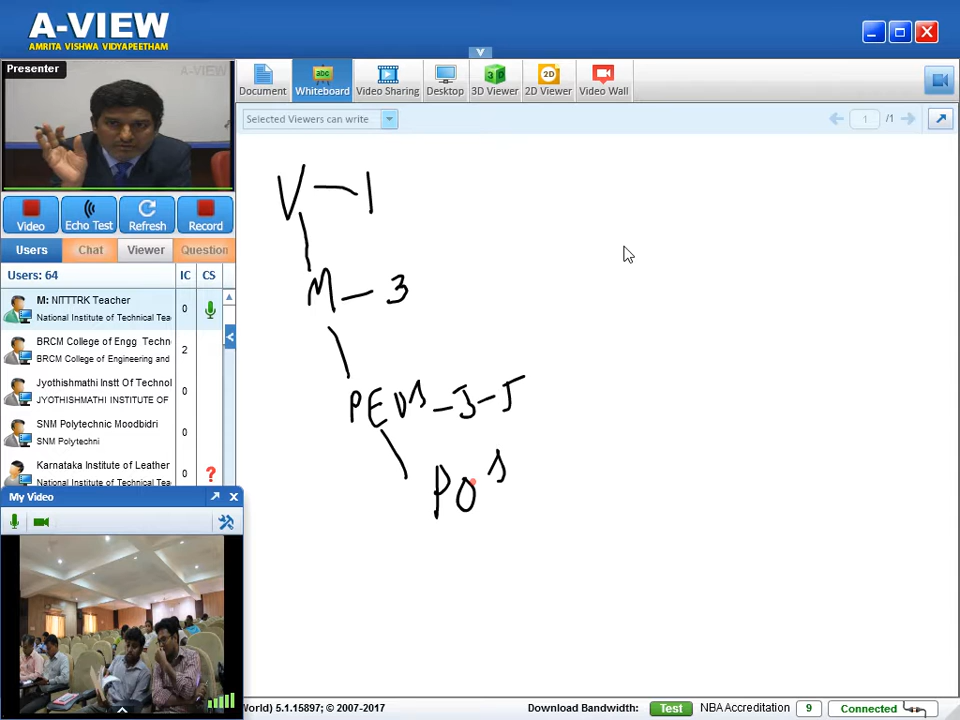 A-VIEW
AMRITA VISHWA VIDYAPEETHAM
Presenter
A-VIEW
Document
Whiteboard
Video Sharing
Desktop
3D Viewer
2D Viewer
Video Wall
Selected Viewers can write
1 /1
Video
Echo Test
Refresh
Record
Users Chat Viewer Question
Users: 64 IC CS
M: NITTTRK Teacher
National Institute of Technical Tea
0
BRCM College of Engg Techn
BRCM College of Engineering and
2
Jyothishmathi Instt Of Technol
JYOTHISHMATHI INSTITUTE OF
0
SNM Polytechnic Moodbidri
SNM Polytechni
0
Karnataka Institute of Leather
National Institute of Technical Tea
0 ?
My Video
V - 1
M - 3
PEOs - 3 - 5
POs
World) 5.1.15897; © 2007-2017
Download Bandwidth: Test NBA Accreditation 9 Connected